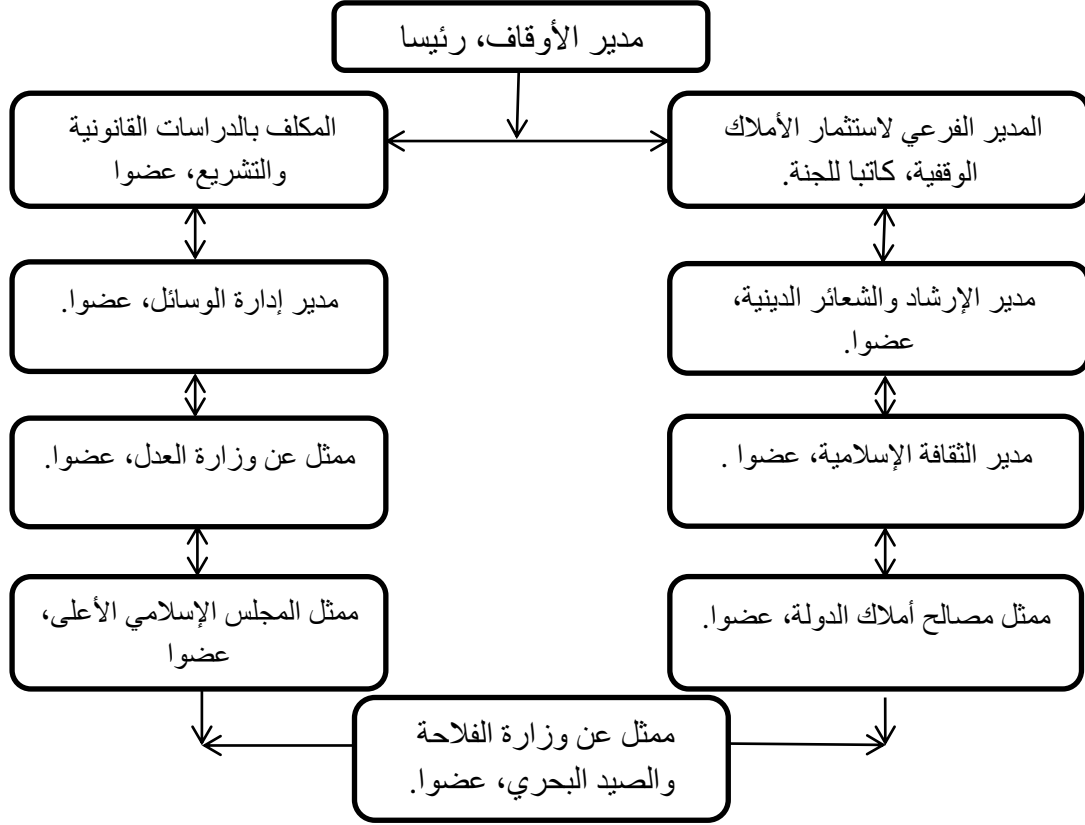 مدير الأوقاف، رئيسا
المدير الفرعي لاستثمار الأملاك
الوقفية، كاتبا للجنة.
المكلف بالدراسات القانونية
والتشريع، عضوا
مدير الإرشاد والشعائر الدينية،
عضوا.
مدير إدارة الوسائل، عضوا.
مدير الثقافة الإسلامية، عضوا .
ممثل عن وزارة العدل، عضوا.
ممثل مصالح أملاك الدولة، عضوا.
ممثل المجلس الإسلامي الأعلى،
عضوا
ممثل عن وزارة الفلاحة
والصيد البحري، عضوا.